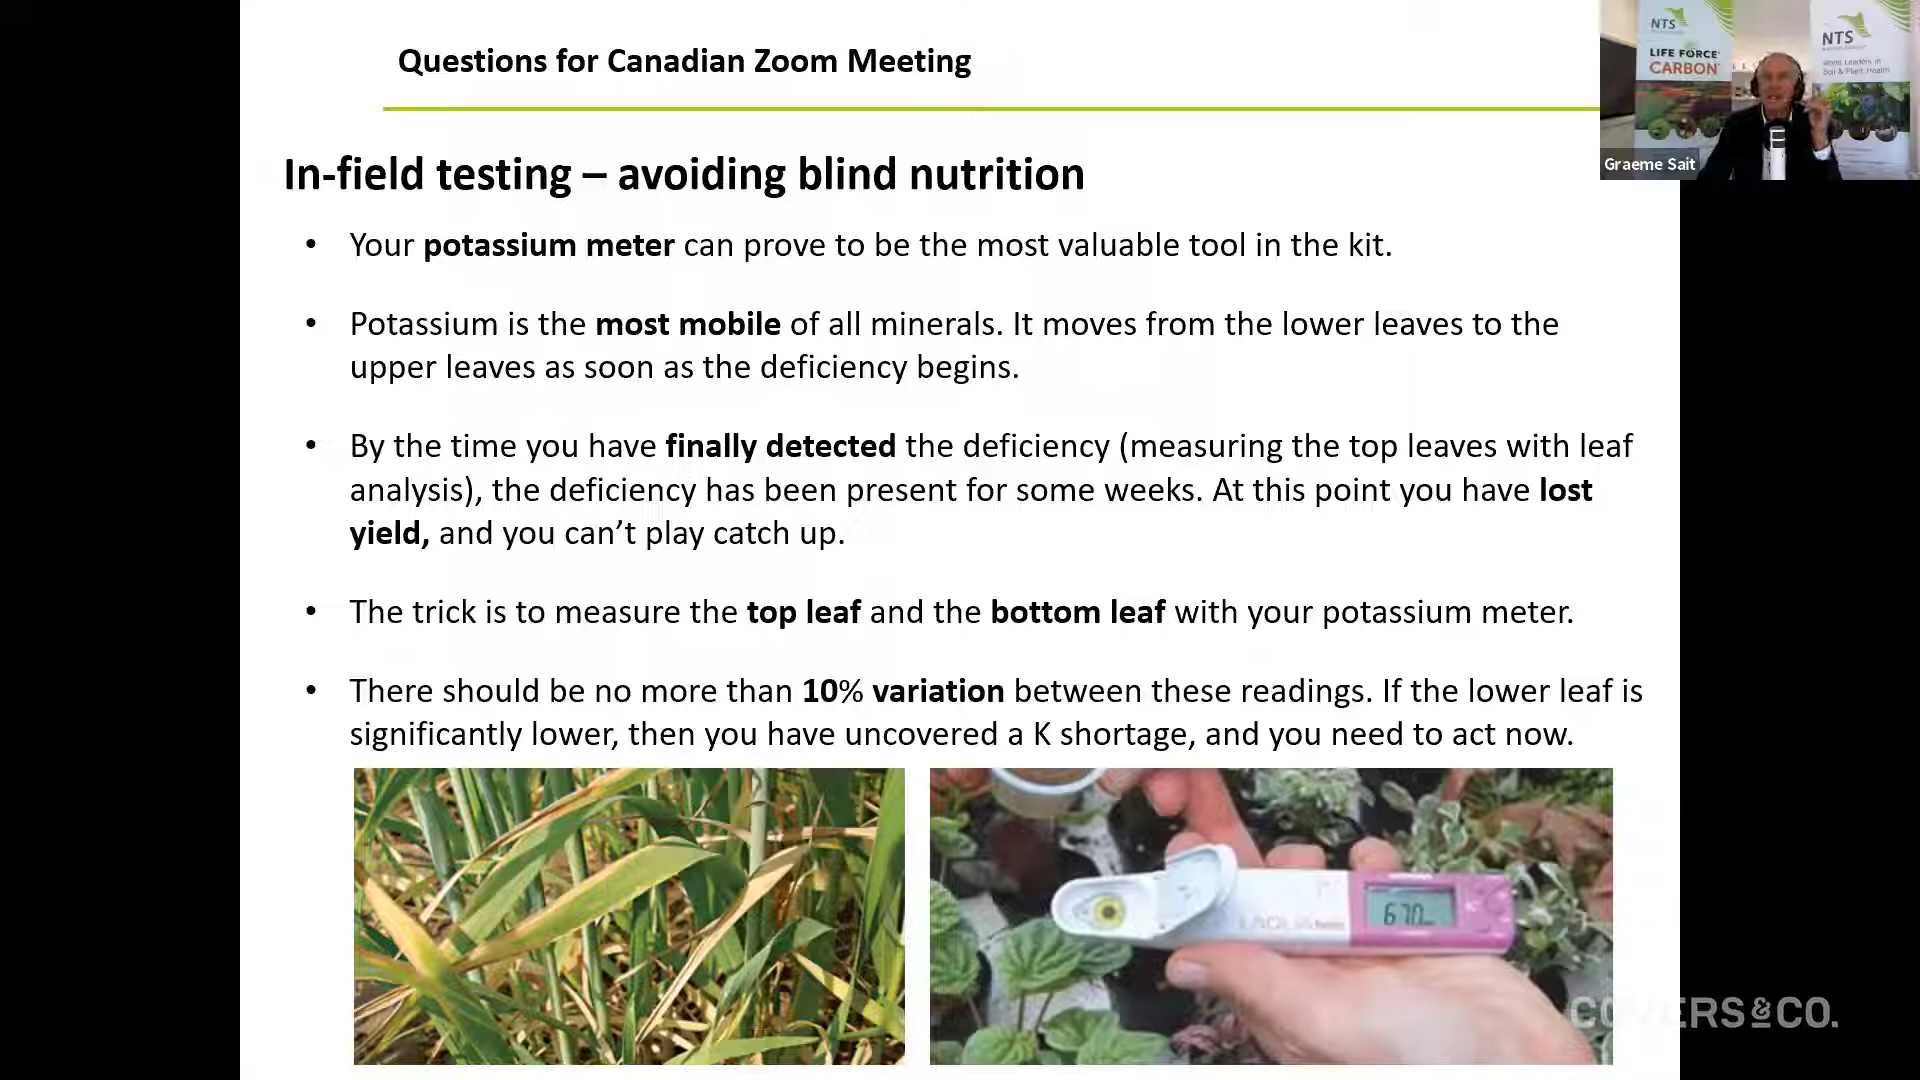 Questions for Canadian Zoom Meeting
NTS
LIFE FORCE
CARBON
NTS
World Leaders in
Soil & Plant Health
Graeme Sait
In-field testing – avoiding blind nutrition
• Your potassium meter can prove to be the most valuable tool in the kit.
• Potassium is the most mobile of all minerals. It moves from the lower leaves to the
upper leaves as soon as the deficiency begins.
• By the time you have finally detected the deficiency (measuring the top leaves with leaf
analysis), the deficiency has been present for some weeks. At this point you have lost
yield, and you can’t play catch up.
• The trick is to measure the top leaf and the bottom leaf with your potassium meter.
• There should be no more than 10% variation between these readings. If the lower leaf is
significantly lower, then you have uncovered a K shortage, and you need to act now.
LAQUAtwin
670
COVERS&CO.